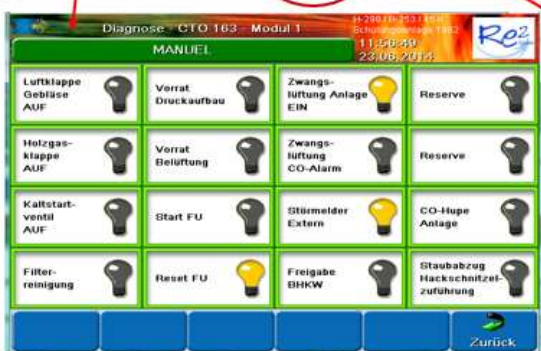 Diagnose CTO 163 Modul 1
11:56:49
23.06.2014
Re²
MANUEL
Luftklappe
Gebläse
AUF
Vorrat
Druckaufbau
Zwangs-
lüftung Anlage
EIN
Reserve
Holzgas-
klappe
AUF
Vorrat
Belüftung
Zwangs-
lüftung
CO-Alarm
Reserve
Kaltstart-
ventil
AUF
Start FU
Störmelder
Extern
CO-Hupe
Anlage
Filter-
reinigung
Reset FU
Freigabe
BHKW
Staubabzug
Hackschnitzel-
zuführung
Zurück